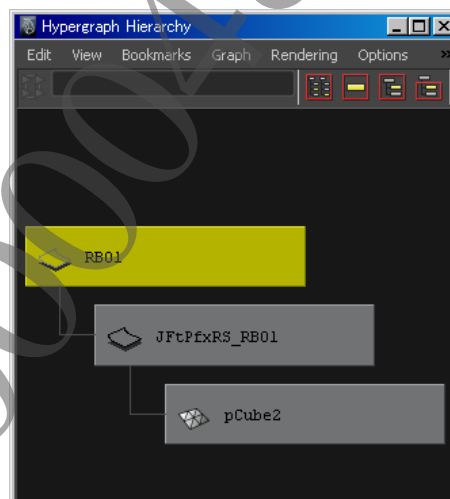 Hypergraph Hierarchy
Edit View Bookmarks Graph Rendering Options »
RB01
JFtPfxRS_RB01
pCube2